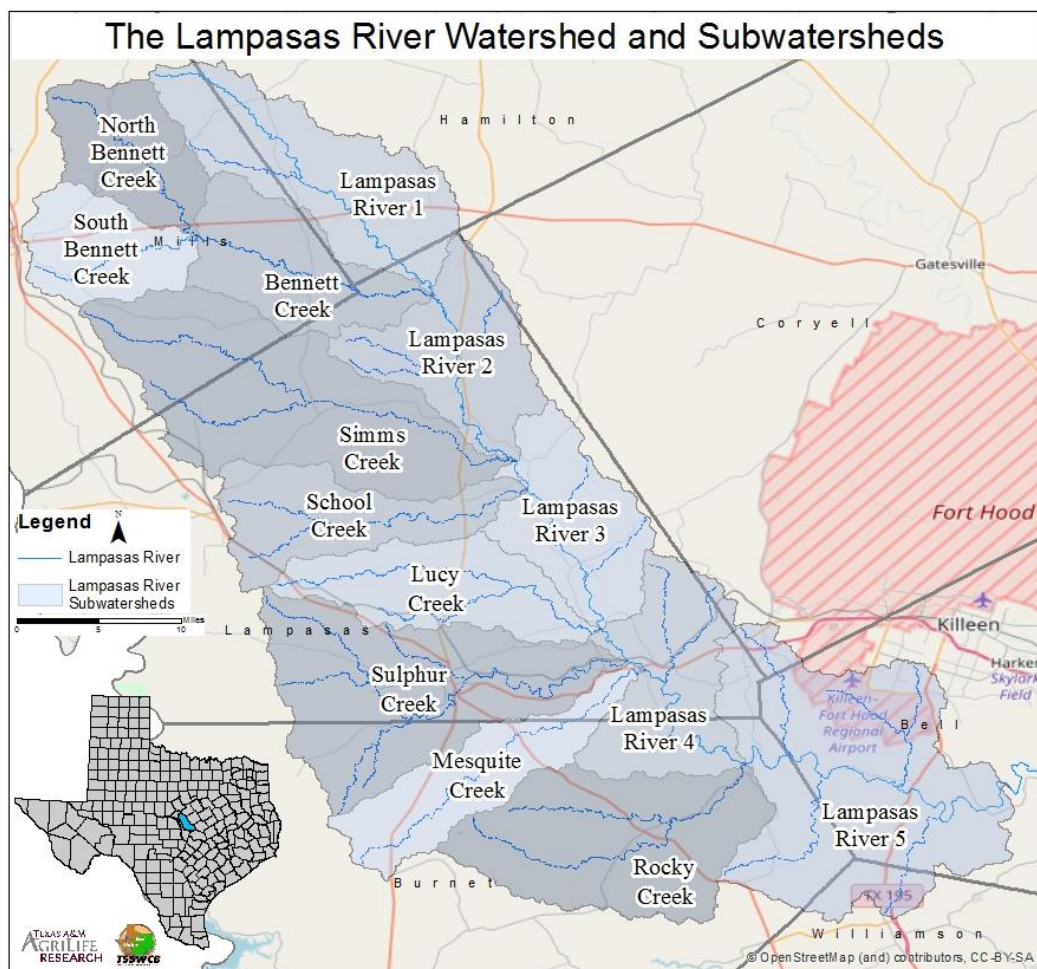 The Lampasas River Watershed and Subwatersheds
Hamilton
North
Bennett
Creek
Lampasas
River 1
South
Bennett
Creek
Mills
Bennett
Creek
Gatesville
Coryell
Lampasas
River 2
Simms
Creek
School
Creek
Lampasas
River 3
Fort Hood
Legend
N
Lampasas River
Lampasas River
Subwatersheds
0 5 10
Miles
Lucy
Creek
Lampasas
Killeen
Harker
Skylark
Field
Sulphur
Creek
Killeen-
Fort Hood
Regional
Airport
Bell
Lampasas
River 4
Mesquite
Creek
Lampasas
River 5
Rocky
Creek
Burnet
TX 195
Williamson
TEXAS A&M
AGRILIFE
RESEARCH
TSSWCB
© OpenStreetMap (and) contributors, CC-BY-SA